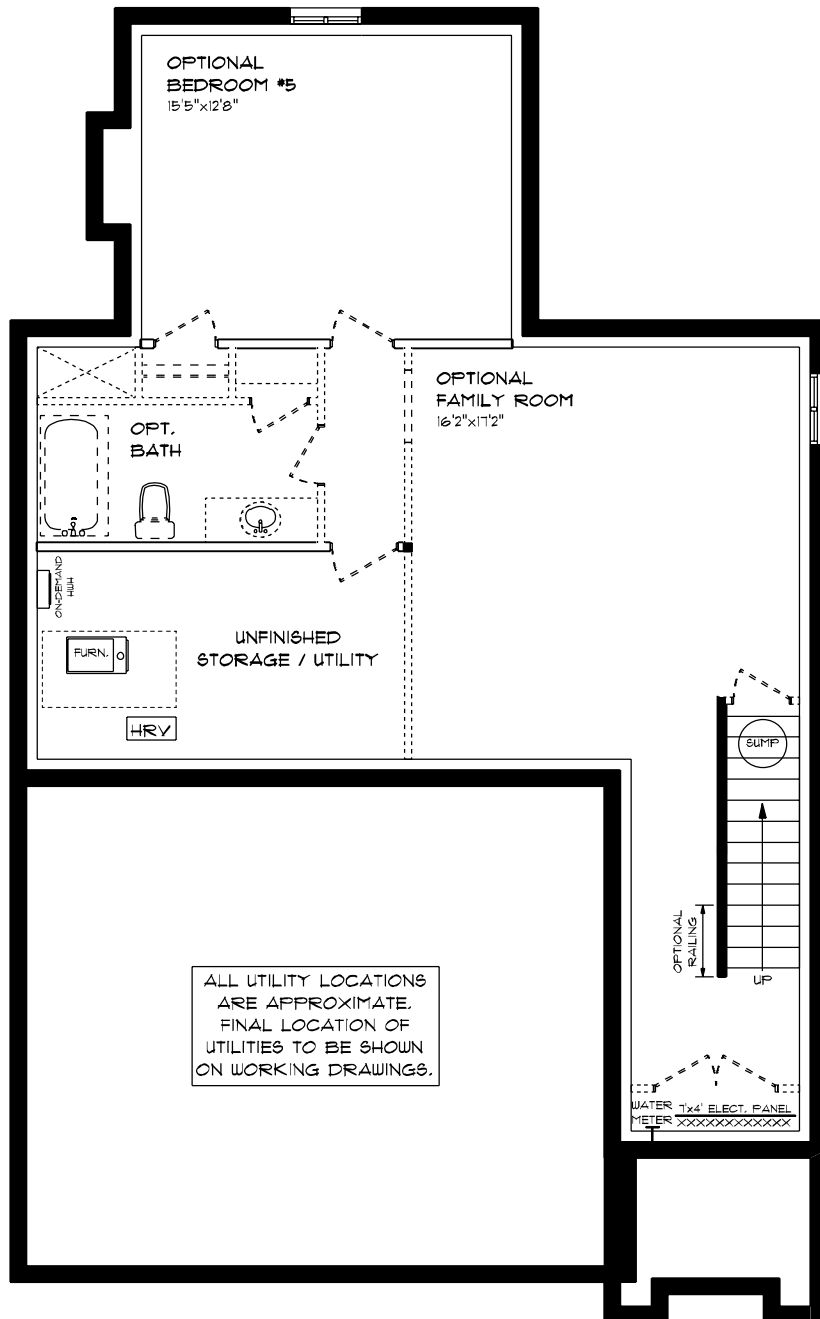 OPTIONAL
BEDROOM #5
15'5"x12'8"
OPTIONAL
FAMILY ROOM
16'2"x17'2"
OPT.
BATH
ON-DEMAND
HWH
FURN.
UNFINISHED
STORAGE / UTILITY
HRV
SUMP
OPTIONAL
RAILING
UP
ALL UTILITY LOCATIONS
ARE APPROXIMATE.
FINAL LOCATION OF
UTILITIES TO BE SHOWN
ON WORKING DRAWINGS.
WATER
METER
7'x4' ELECT. PANEL
XXXXXXXXXXXX